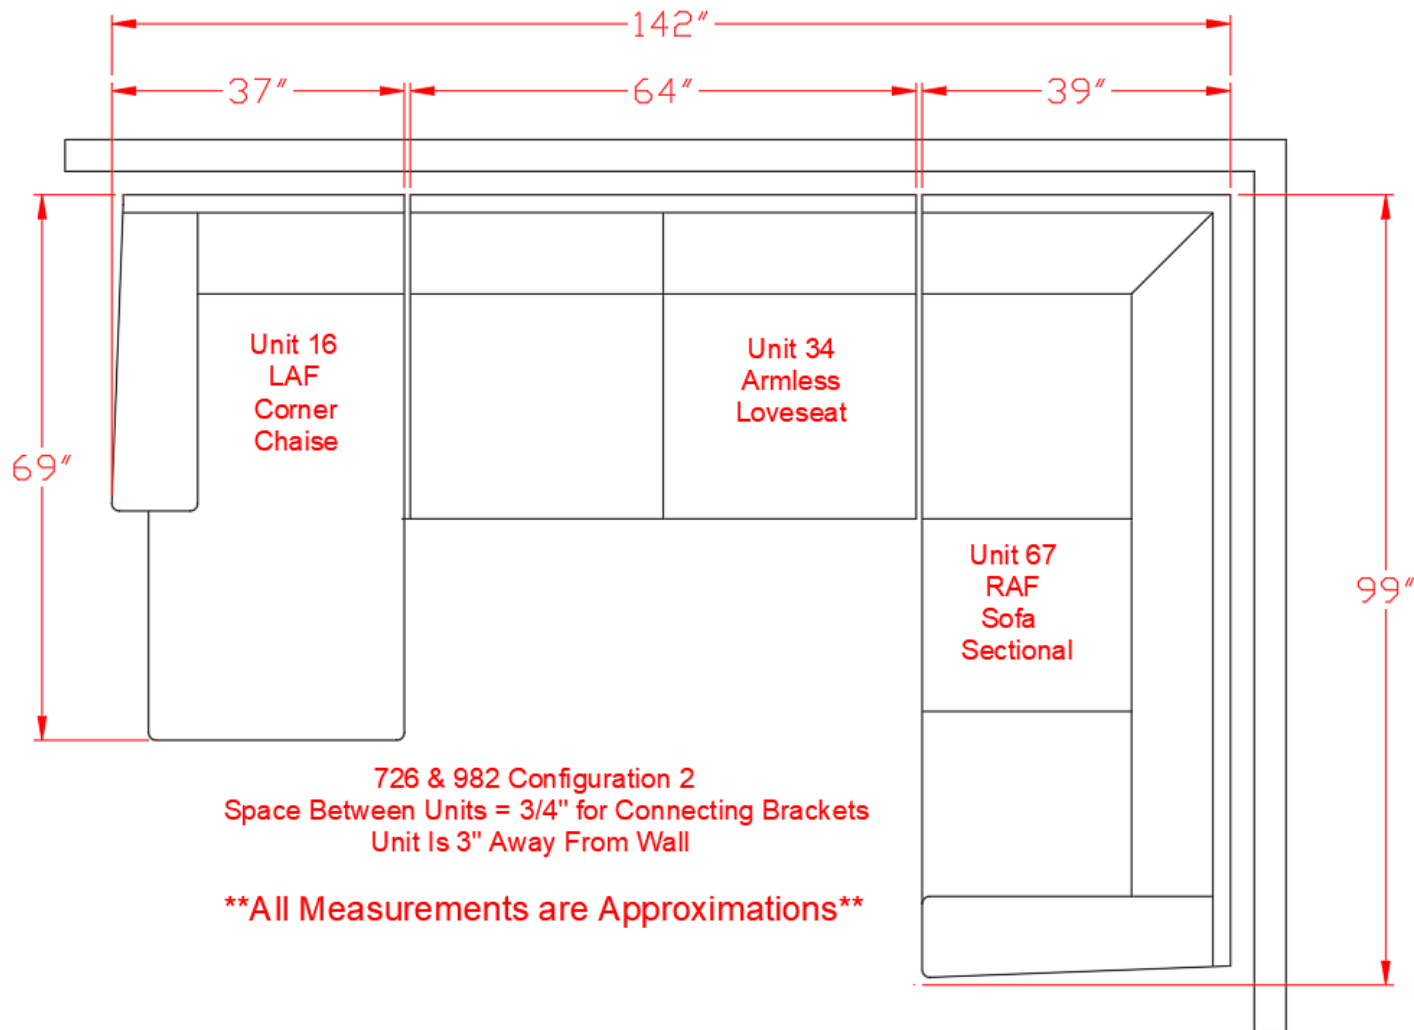 142"
37"
64"
39"
Unit 16
LAF
Corner
Chaise
Unit 34
Armless
Loveseat
69"
Unit 67
RAF
Sofa
Sectional
99"
726 & 982 Configuration 2
Space Between Units = 3/4" for Connecting Brackets
Unit Is 3" Away From Wall
**All Measurements are Approximations**